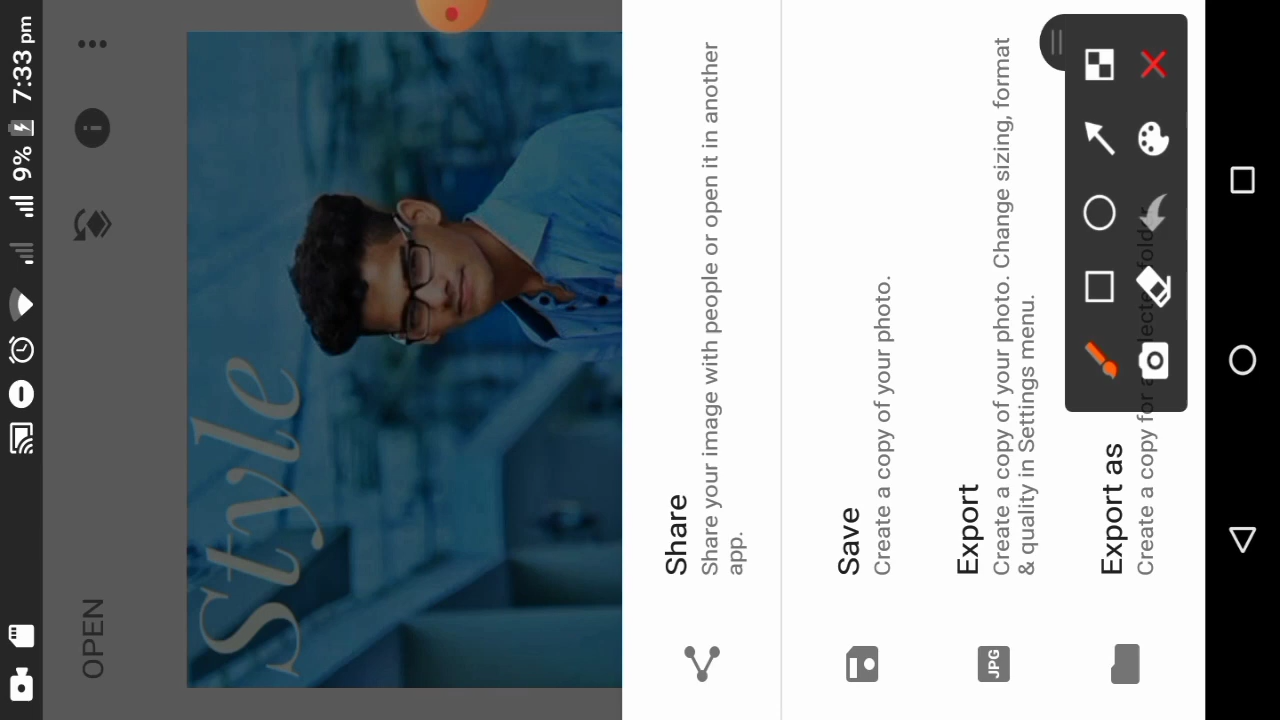 9% 7:33 pm
OPEN
Style
Share
Share your image with people or open it in another
app.
Save
Create a copy of your photo.
Export
Create a copy of your photo. Change sizing, format
& quality in Settings menu.
JPG
Export as
Create a copy for a selected folder.